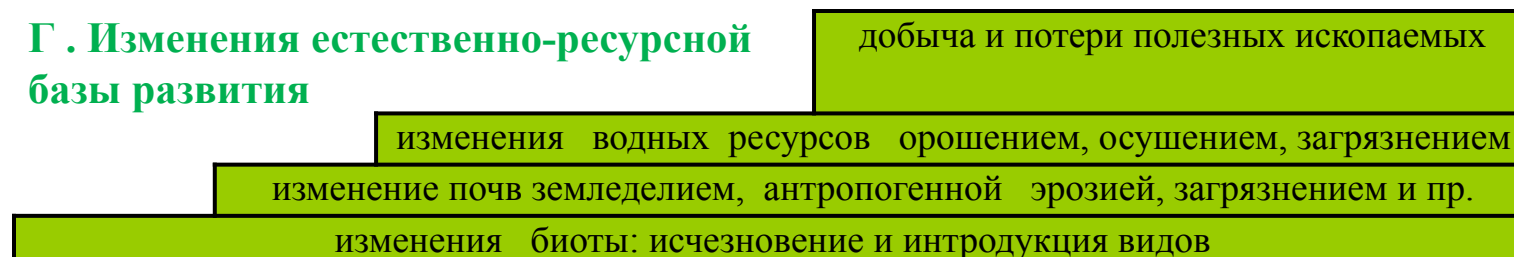 Г . Изменения естественно-ресурсной
базы развития
добыча и потери полезных ископаемых
изменения водных ресурсов орошением, осушением, загрязнением
изменение почв земледелием, антропогенной эрозией, загрязнением и пр.
изменения биоты: исчезновение и интродукция видов